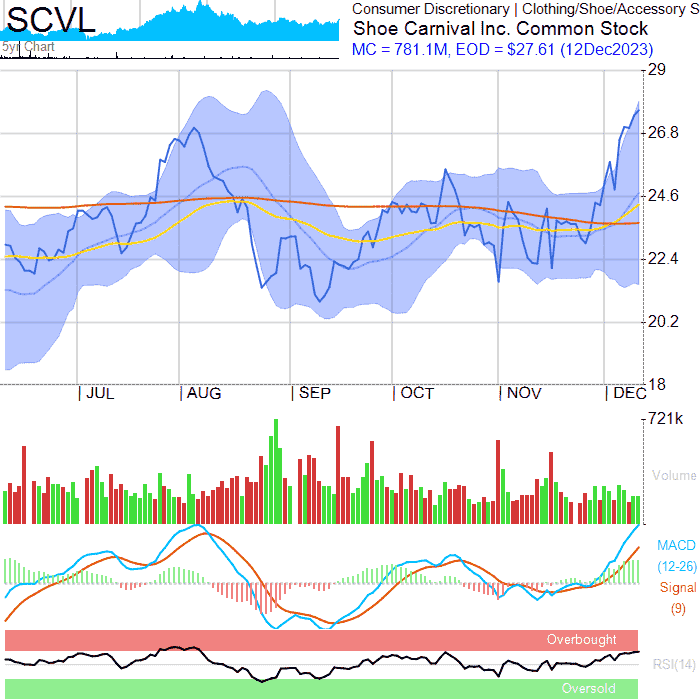 SCVL
5yr Chart
Consumer Discretionary | Clothing/Shoe/Accessory S
Shoe Carnival Inc. Common Stock
MC = 781.1M, EOD = $27.61 (12Dec2023)
29
26.8
24.6
22.4
20.2
18
| JUL | AUG | SEP | OCT | NOV | DEC
721k
Volume
MACD
(12-26)
Signal
(9)
Overbought
RSI(14)
Oversold